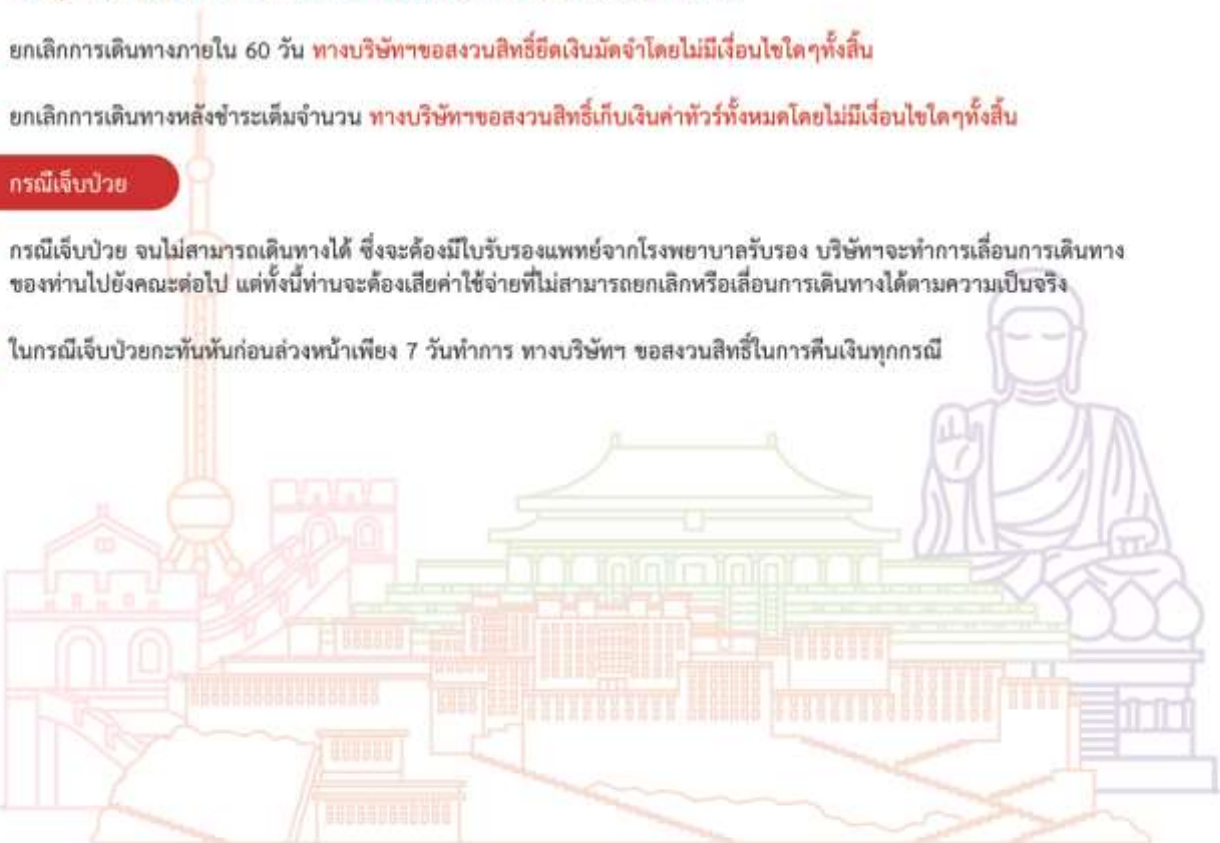 ยกเลิกการเดินทางภายใน 60 วัน ทางบริษัทฯขอสงวนสิทธิ์ยึดเงินมัดจำโดยไม่มีเงื่อนไขใดๆทั้งสิ้น
ยกเลิกการเดินทางหลังชำระเต็มจำนวน ทางบริษัทฯขอสงวนสิทธิ์เก็บเงินค่าทัวร์ทั้งหมดโดยไม่มีเงื่อนไขใดๆทั้งสิ้น
กรณีเจ็บป่วย
กรณีเจ็บป่วย จนไม่สามารถเดินทางได้ ซึ่งจะต้องมีใบรับรองแพทย์จากโรงพยาบาลรับรอง บริษัทฯจะทำการเลื่อนการเดินทาง
ของท่านไปยังคณะต่อไป แต่ทั้งนี้ท่านจะต้องเสียค่าใช้จ่ายที่ไม่สามารถยกเลิกหรือเลื่อนการเดินทางได้ตามความเป็นจริง
ในกรณีเจ็บป่วยกะทันหันก่อนล่วงหน้าเพียง 7 วันทำการ ทางบริษัทฯ ขอสงวนสิทธิ์ในการคืนเงินทุกกรณี